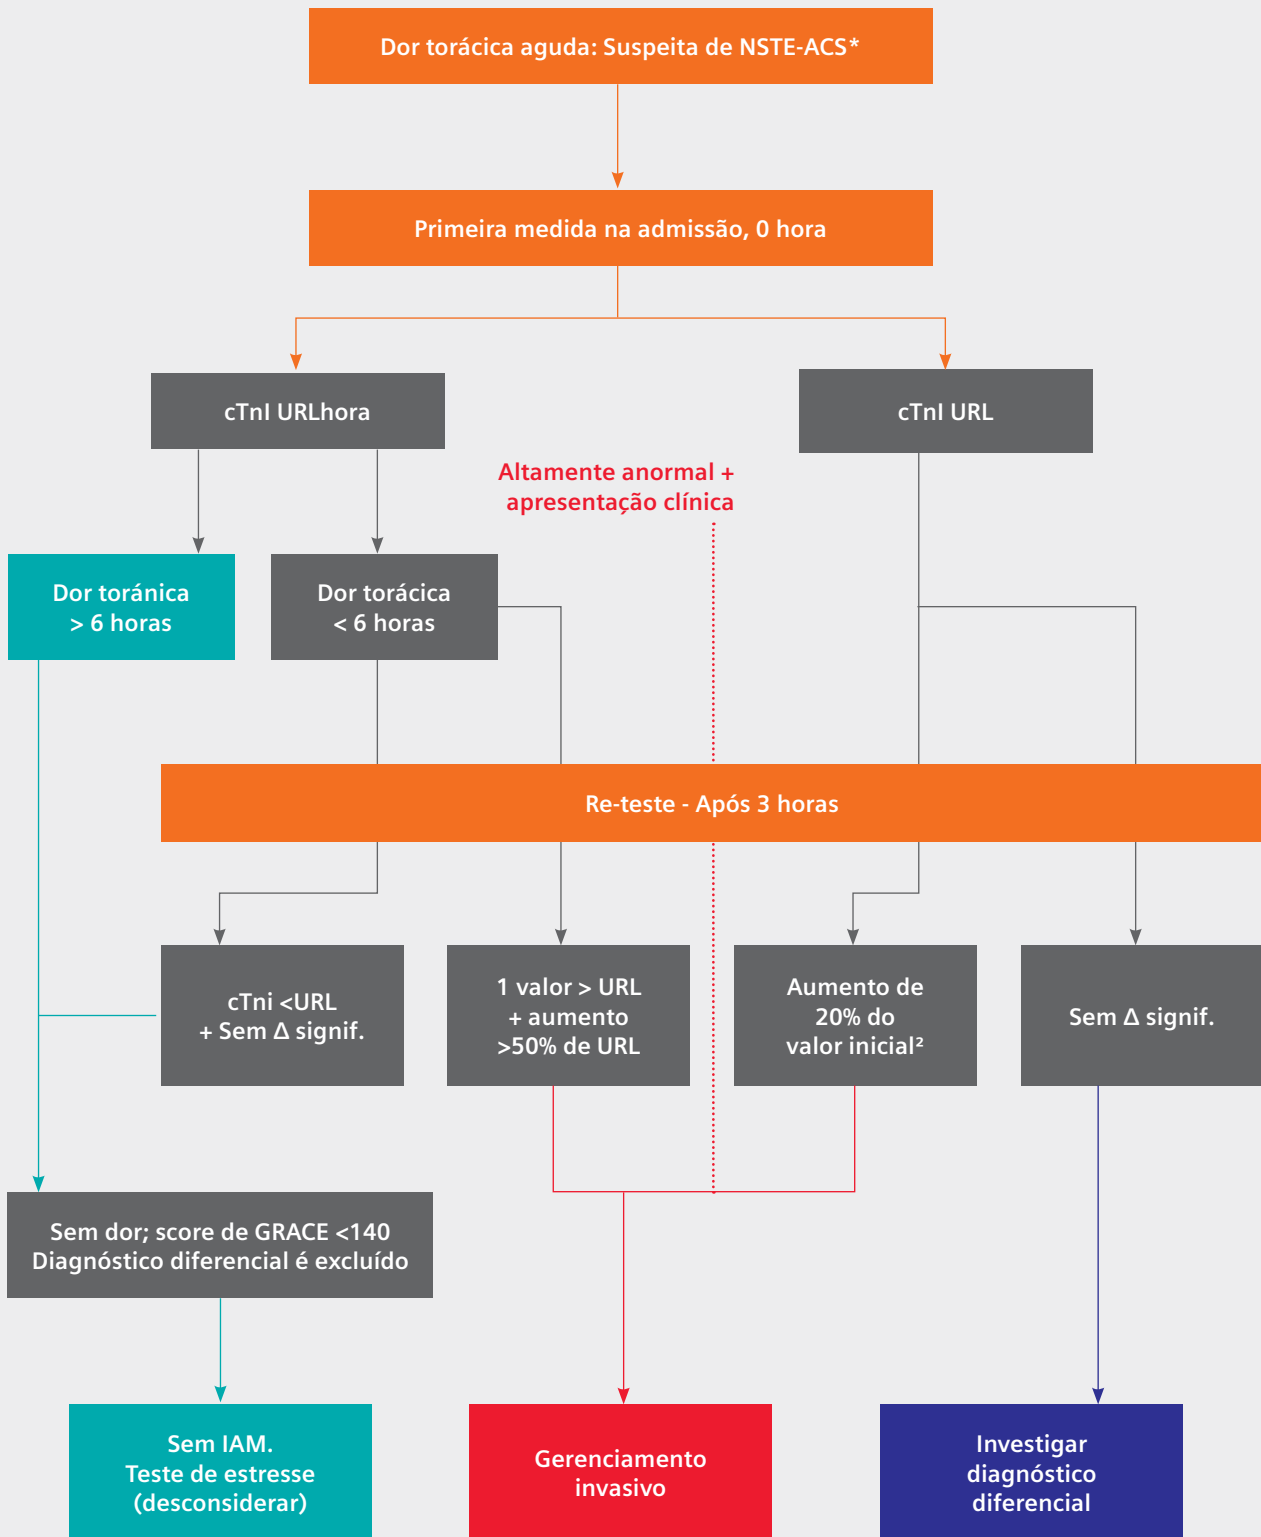 Dor torácica aguda: Suspeita de NSTE-ACS*
Primeira medida na admissão, 0 hora
cTnI URLhora
cTnI URL
Altamente anormal +
apresentação clínica
Dor toránica
> 6 horas
Dor torácica
< 6 horas
Re-teste - Após 3 horas
cTni <URL
+ Sem Δ signif.
1 valor > URL
+ aumento
>50% de URL
Aumento de
20% do
valor inicial²
Sem Δ signif.
Sem dor; score de GRACE <140
Diagnóstico diferencial é excluído
Sem IAM.
Teste de estresse
(desconsiderar)
Gerenciamento
invasivo
Investigar
diagnóstico
diferencial